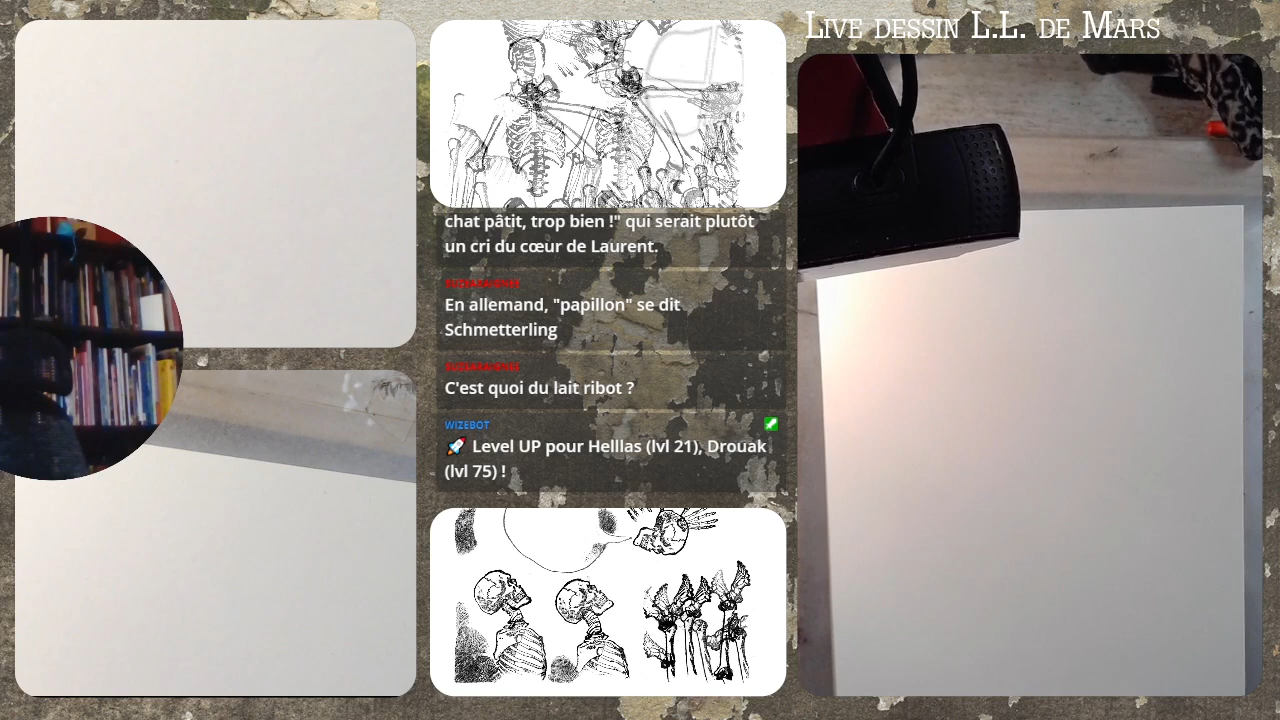 Live dessin L.L. de Mars
chat pâtit, trop bien !" qui serait plutôt
un cri du cœur de Laurent.
En allemand, "papillon" se dit
Schmetterling
C'est quoi du lait ribot ?
WIZEBOT
🚀 Level UP pour Helllas (lvl 21), Drouak
(lvl 75) !